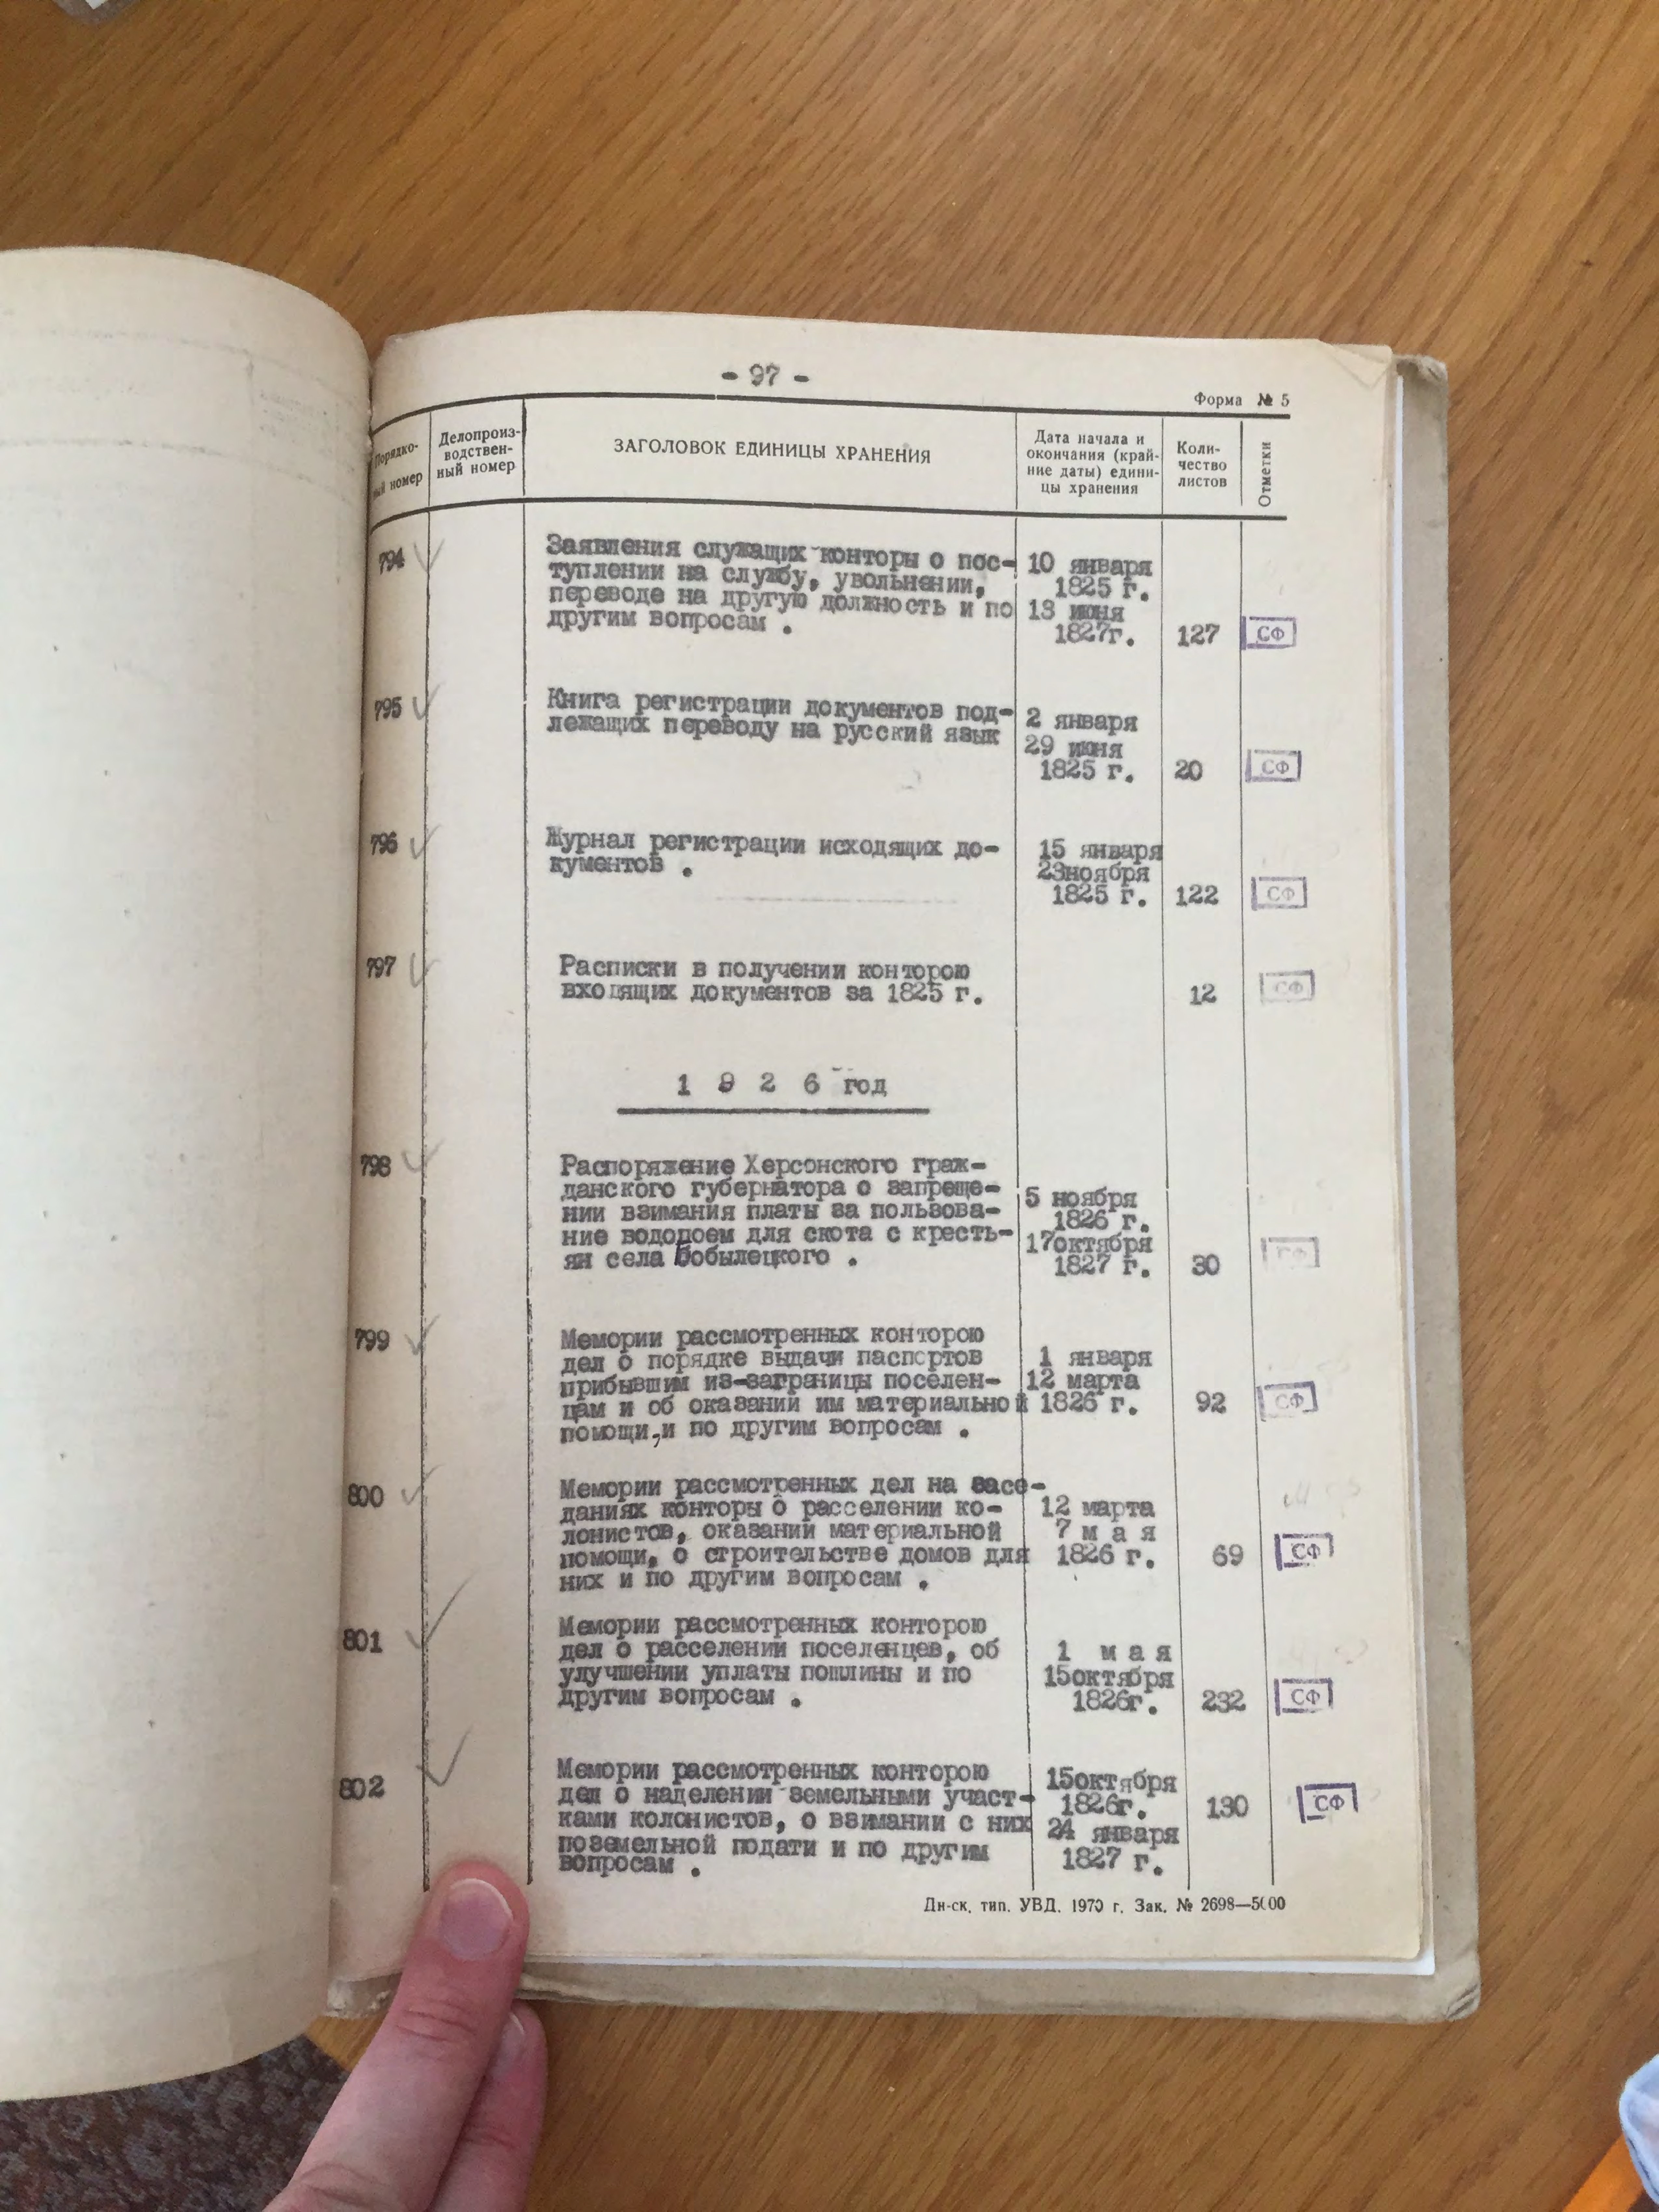 - 97 -
Форма № 5
Порядко-
ный номер
Делопроиз-
водствен-
ный номер
ЗАГОЛОВОК ЕДИНИЦЫ ХРАНЕНИЯ
Дата начала и
окончания (край-
ние даты) едини-
цы хранения
Коли-
чество
листов
Отметки
794
Заявления служащих конторы о пос-
туплении на службу, увольнении,
переводе на другую должность и по
другим вопросам .
10 января
1825 г.
13 июня
1827г.
127
СФ
795
Книга регистрации документов под-
лежащих переводу на русский язык
2 января
29 июня
1825 г.
20
СФ
796
Журнал регистрации исходящих до-
кументов .
15 января
23ноября
1825 г.
122
СФ
797
Расписки в получении конторою
входящих документов за 1825 г.
12
СФ
1 9 2 6 год
798
Распоряжение Херсонского граж-
данского губернатора о запреще-
нии взимания платы за пользова-
ние водопоем для скота с кресть-
ян села Бобылецкого .
5 ноября
1826 г.
17октября
1827 г.
30
СФ
799
Мемории рассмотренных конторою
дел о порядке выдачи паспортов
прибывшим из-заграницы поселен-
цам и об оказании им материальной
помощи,и по другим вопросам .
1 января
12 марта
1826 г.
92
СФ
800
Мемории рассмотренных дел на засе-
даниях конторы о расселении ко-
лонистов, оказании материальной
помощи, о строительстве домов для
них и по другим вопросам .
12 марта
7 м а я
1826 г.
69
СФ
801
Мемории рассмотренных конторою
дел о расселении поселенцев, об
улучшении уплаты пошлины и по
другим вопросам .
1 м а я
15октября
1826г.
232
СФ
802
Мемории рассмотренных конторою
дел о наделении земельными участ-
ками колонистов, о взимании с них
поземельной подати и по другим
вопросам .
15октября
1826г.
24 января
1827 г.
130
СФ
Дн-ск. тип. УВД. 1970 г. Зак. № 2698—5000